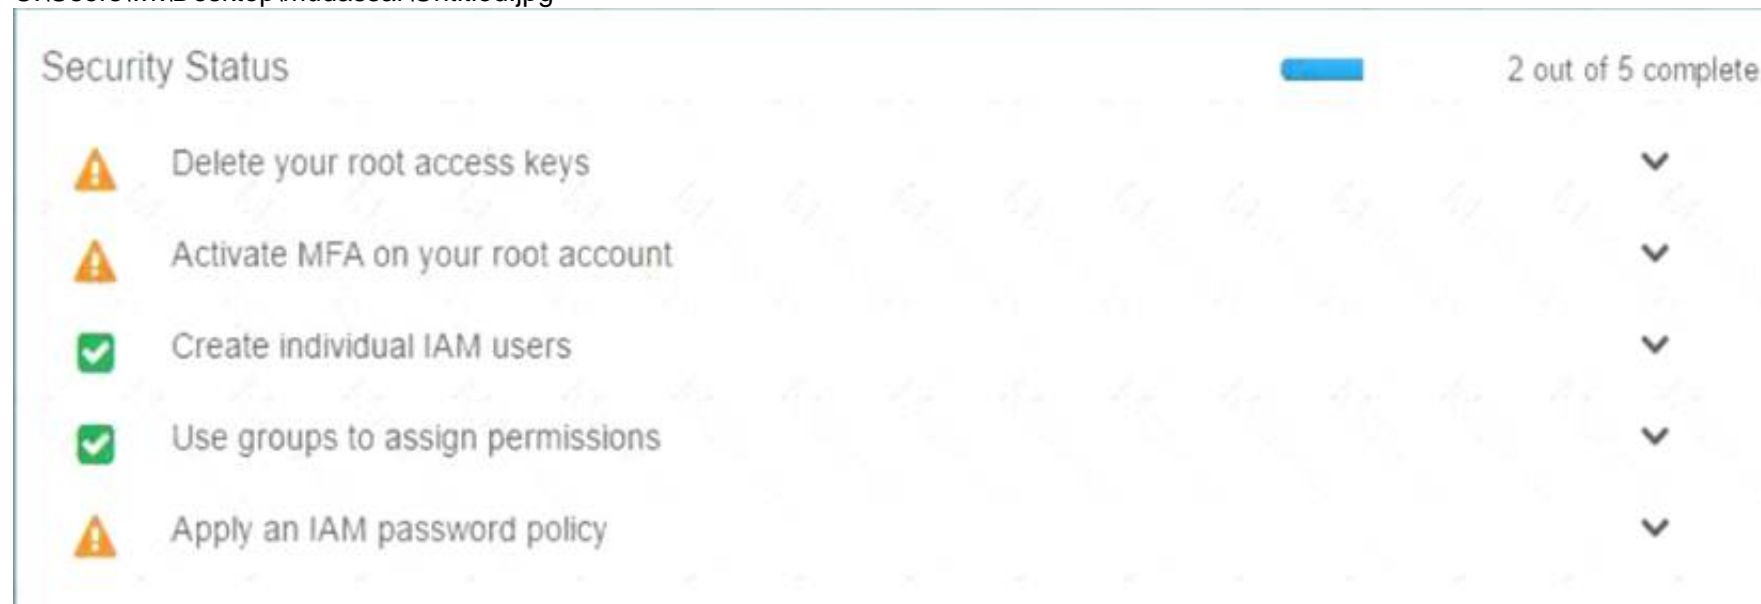 Security Status
2 out of 5 complete
Delete your root access keys
Activate MFA on your root account
Create individual IAM users
Use groups to assign permissions
Apply an IAM password policy